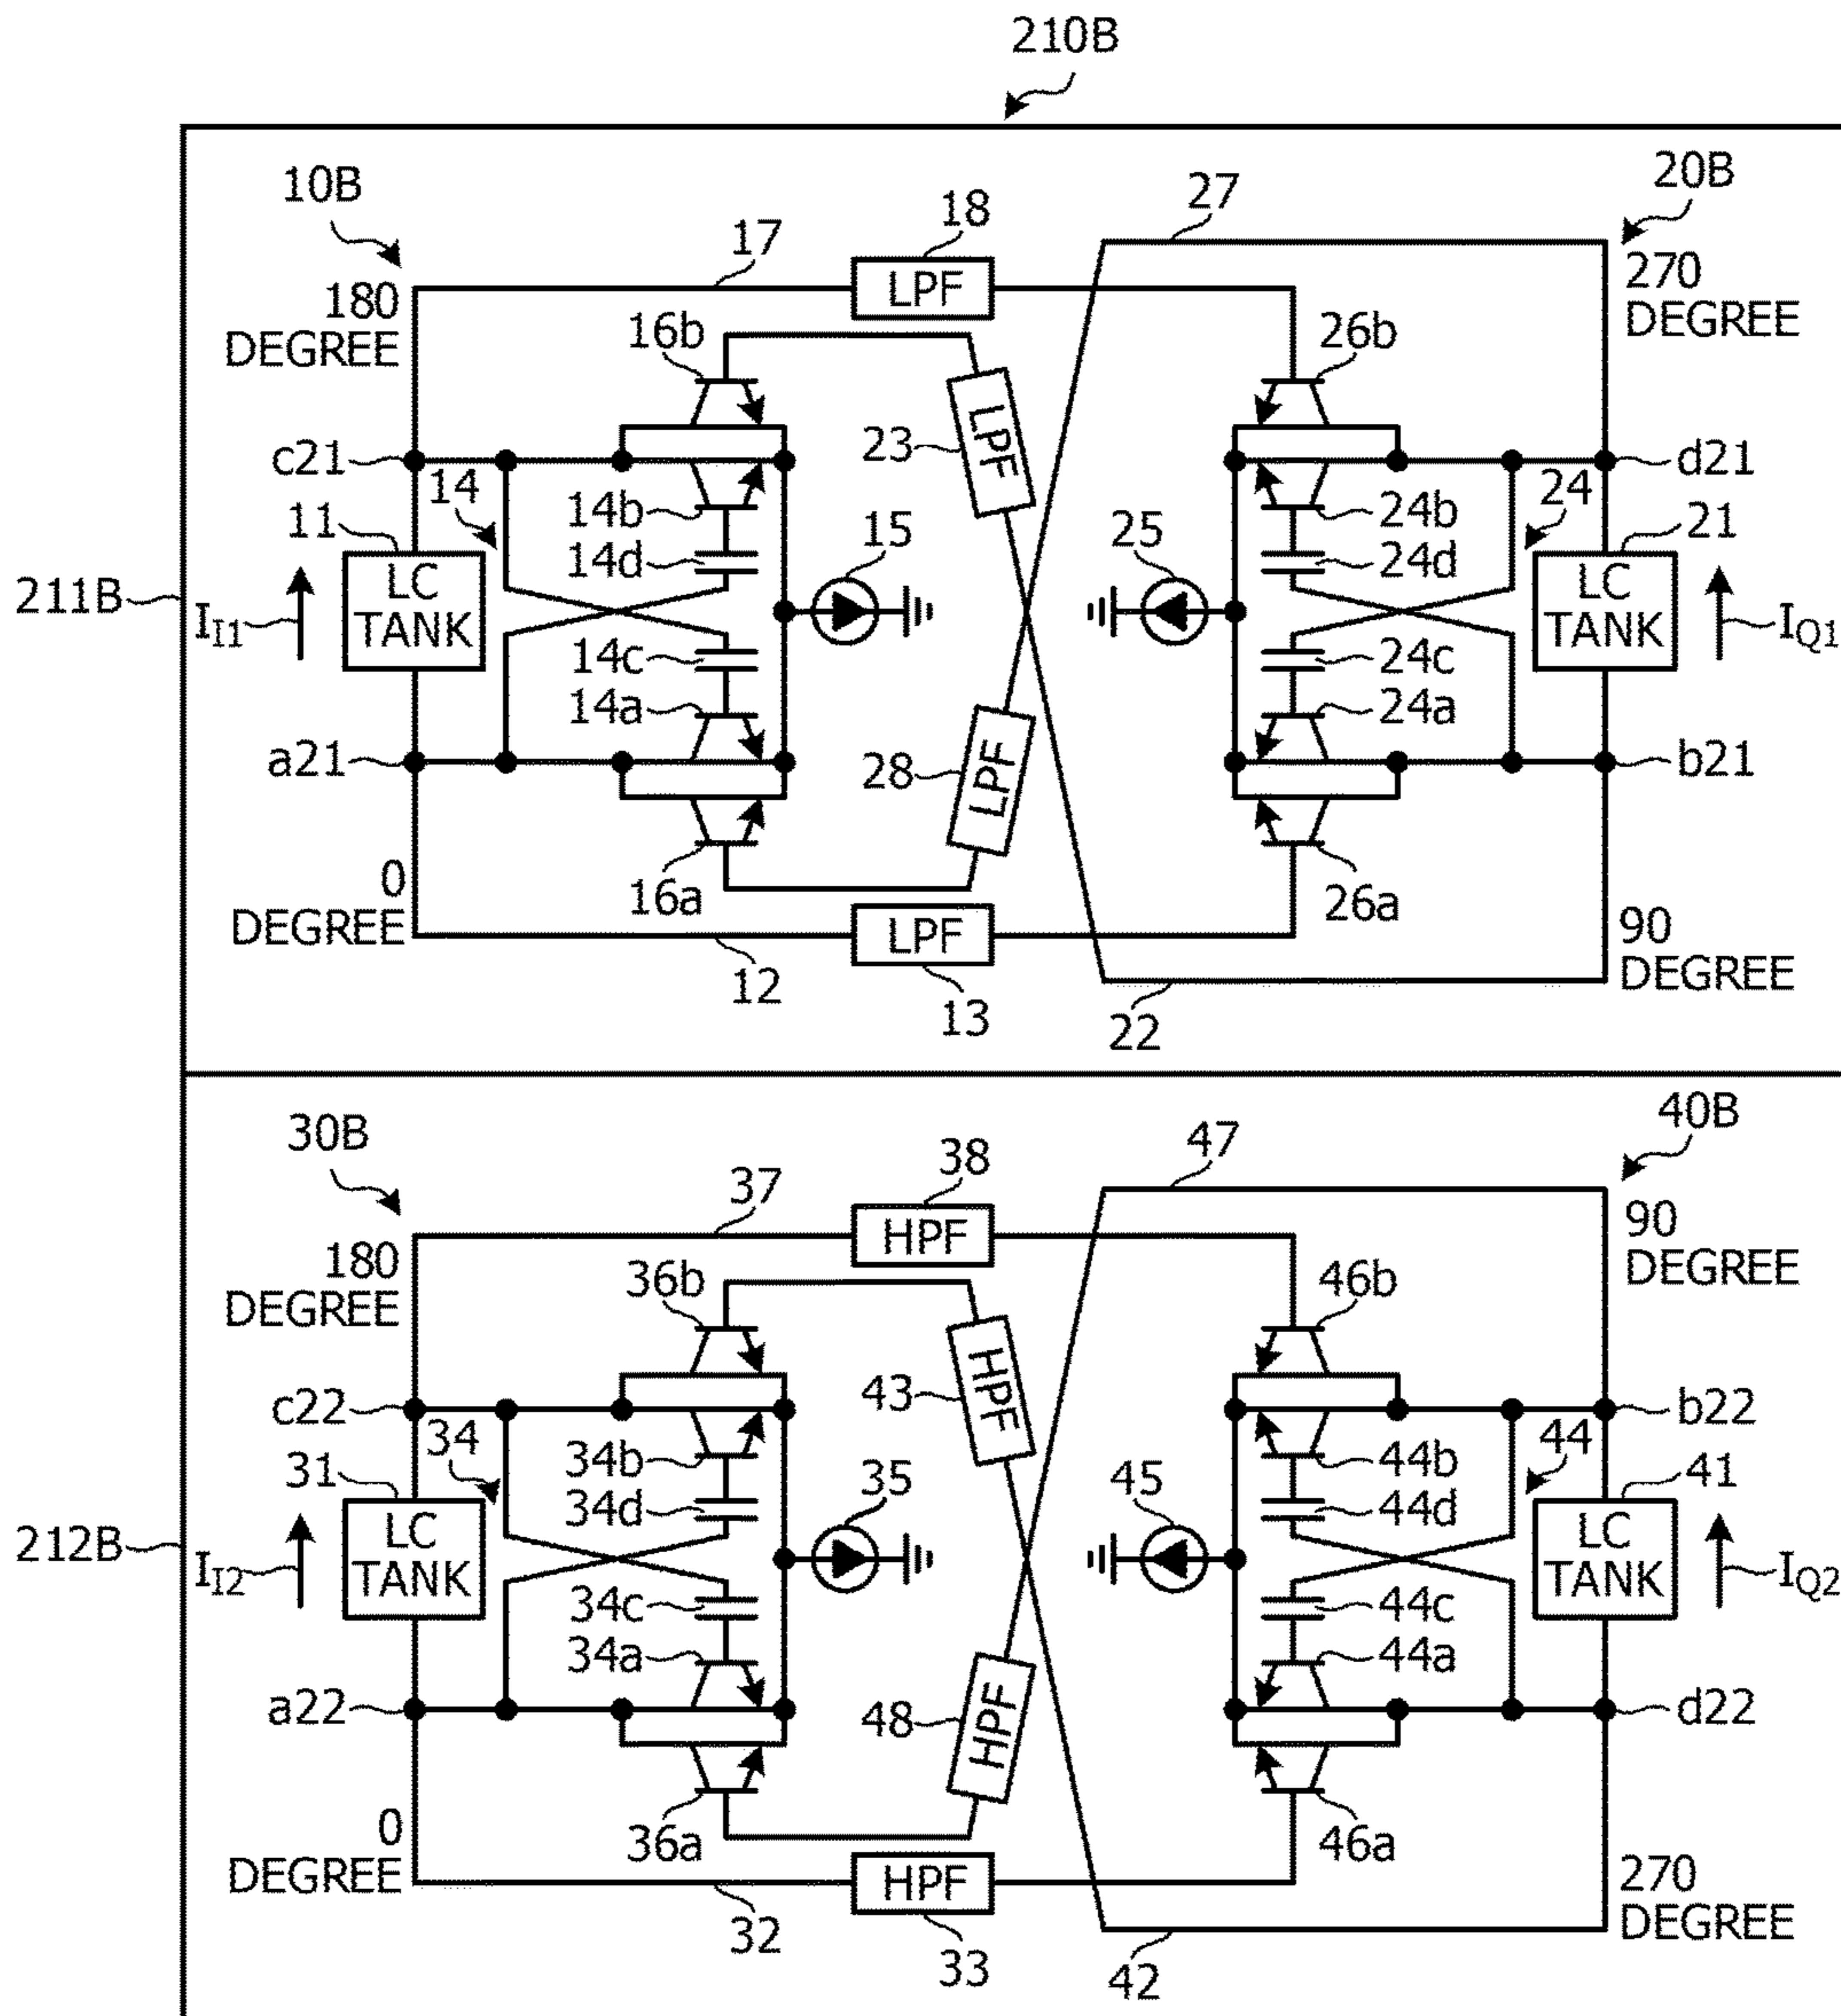 210B
10B
20B
27
18
17
LPF
180
DEGREE
270
DEGREE
16b
26b
LPF
23
c21
d21
14
24
11
14b
24b
21
15
25
14d
24d
LC
TANK
LC
TANK
211B
I_I1
I_Q1
14c
24c
14a
24a
a21
28
LPF
b21
0
DEGREE
16a
26a
LPF
90
DEGREE
12
13
22
30B
40B
47
38
37
HPF
180
DEGREE
90
DEGREE
36b
46b
HPF
43
c22
b22
34
44
31
34b
44b
41
35
45
34d
44d
LC
TANK
LC
TANK
212B
I_I2
I_Q2
34c
44c
34a
44a
a22
48
HPF
d22
0
DEGREE
36a
46a
HPF
270
DEGREE
32
33
42